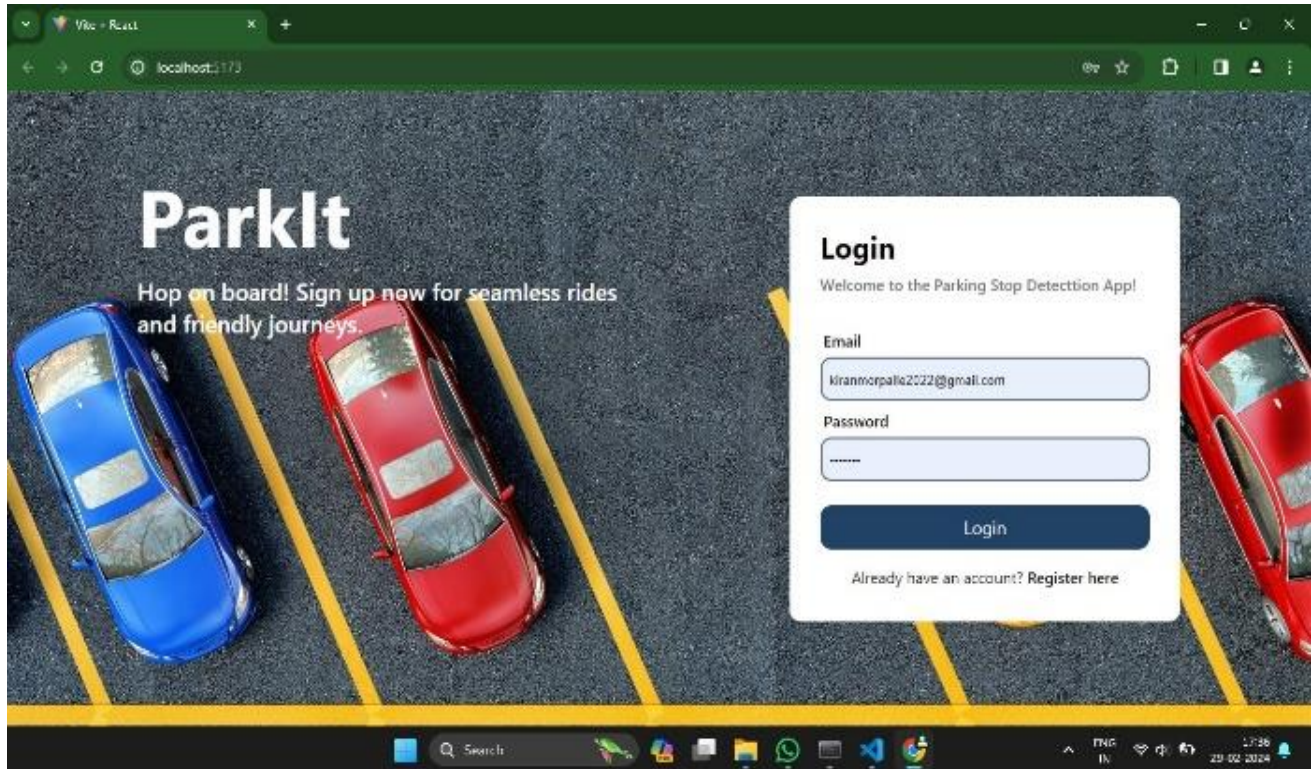 Vite + React
localhost:5173
ParkIt
Hop on board! Sign up now for seamless rides
and friendly journeys.
Login
Welcome to the Parking Stop Detecttion App!
Email
kiranmorpalle2022@gmail.com
Password
Login
Already have an account? Register here
Search
ENG
IN
17:36
29-02-2024